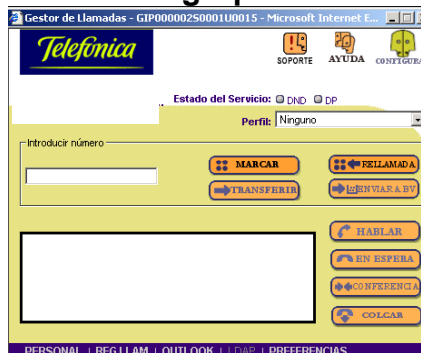 Gestor de Llamadas - GIP000002S0001U0015 - Microsoft Internet E...
Telefónica
SOPORTE AYUDA CONFIGURA
Estado del Servicio: DND DP
Perfil: Ninguno
Introducir número
MARCAR RELLAMADA
TRANSFERIR ENVIAR A BV
HABLAR
EN ESPERA
CONFERENCIA
COLGAR
PERSONAL | REG.LLAM. | OUTLOOK | LDAP | PREFERENCIAS